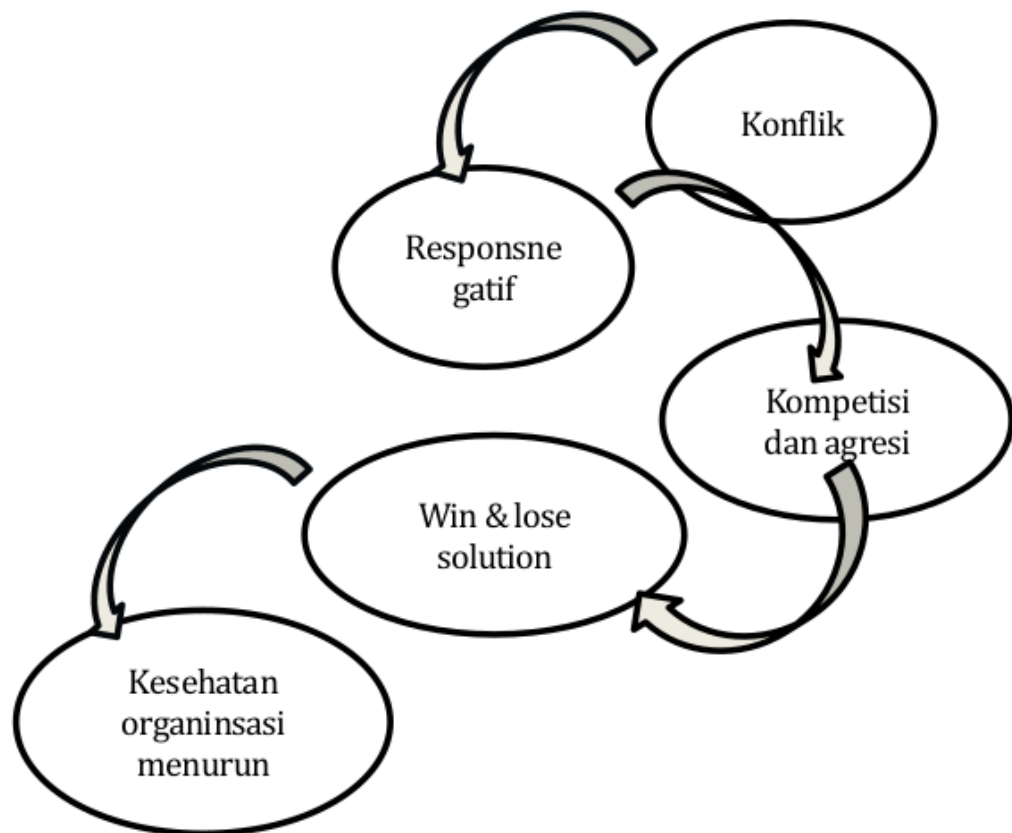 Konflik
Responsne
gatif
Kompetisi
dan agresi
Win & lose
solution
Kesehatan
organinsasi
menurun